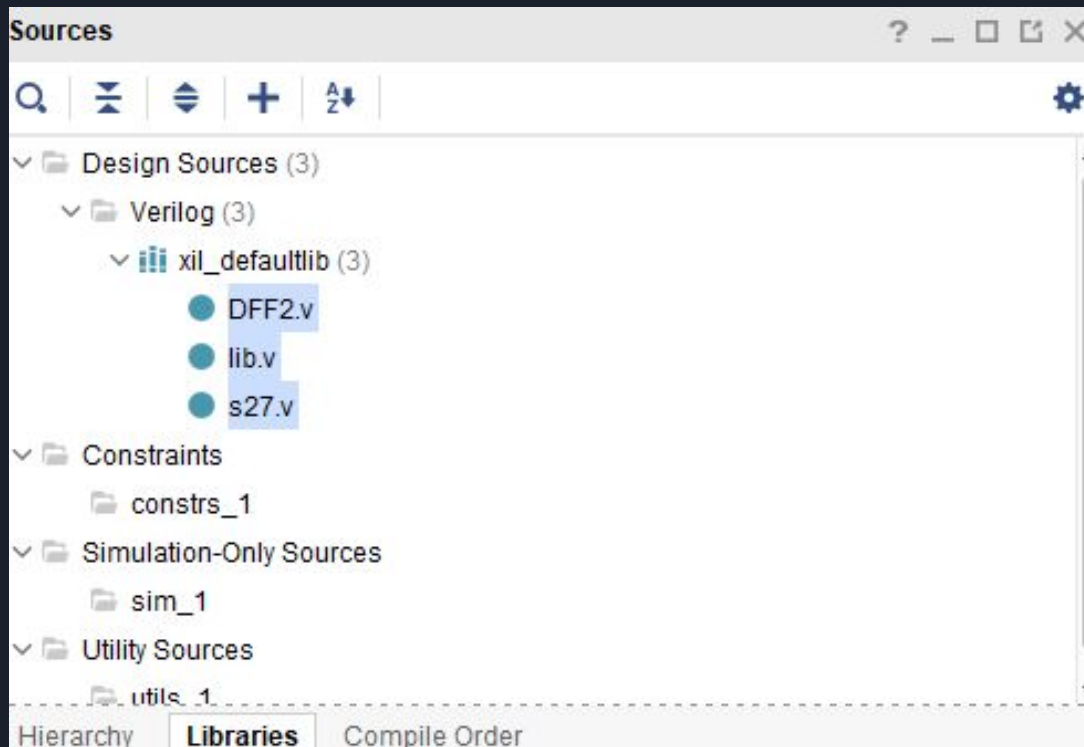 Sources
Design Sources (3)
Verilog (3)
xil_defaultlib (3)
DFF2.v
lib.v
s27.v
Constraints
constrs_1
Simulation-Only Sources
sim_1
Utility Sources
utils_1
Hierarchy Libraries Compile Order